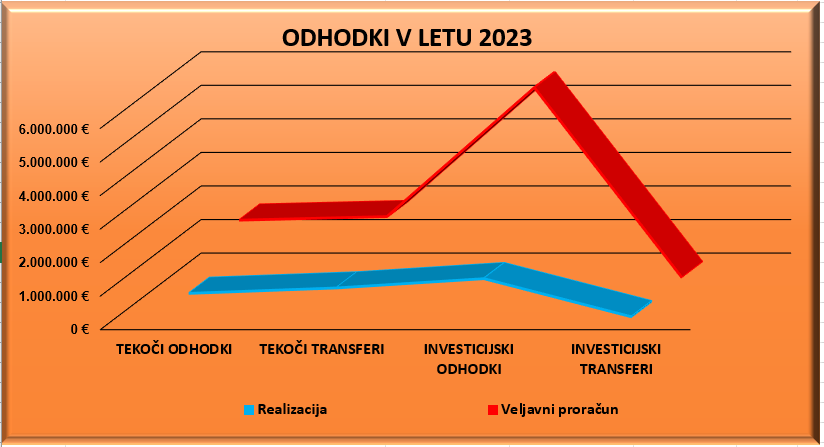 ODHODKI V LETU 2023
6.000.000 €
5.000.000 €
4.000.000 €
3.000.000 €
2.000.000 €
1.000.000 €
0 €
TEKOČI ODHODKI
TEKOČI TRANSFERI
INVESTICIJSKI
ODHODKI
INVESTICIJSKI
TRANSFERI
Realizacija
Veljavni proračun